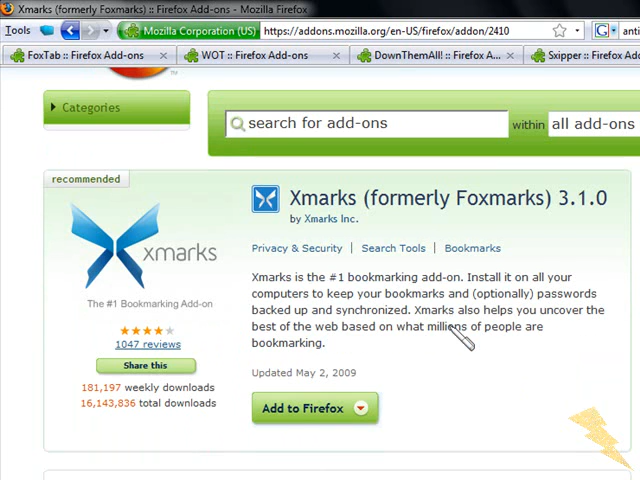 Xmarks (formerly Foxmarks) :: Firefox Add-ons - Mozilla Firefox
Tools Mozilla Corporation (US) https://addons.mozilla.org/en-US/firefox/addon/2410 G anti
FoxTab :: Firefox Add-ons WOT :: Firefox Add-ons DownThemAll! :: Firefox A... Sxipper :: Firefox Add
TM
Categories
search for add-ons within all add-ons
recommended
Xmarks (formerly Foxmarks) 3.1.0
by Xmarks Inc.
xmarks
The #1 Bookmarking Add-on
Privacy & Security | Search Tools | Bookmarks
Xmarks is the #1 bookmarking add-on. Install it on all your
computers to keep your bookmarks and (optionally) passwords
backed up and synchronized. Xmarks also helps you uncover the
best of the web based on what millions of people are
bookmarking.
1047 reviews
Share this
181,197 weekly downloads
16,143,836 total downloads
Updated May 2, 2009
Add to Firefox